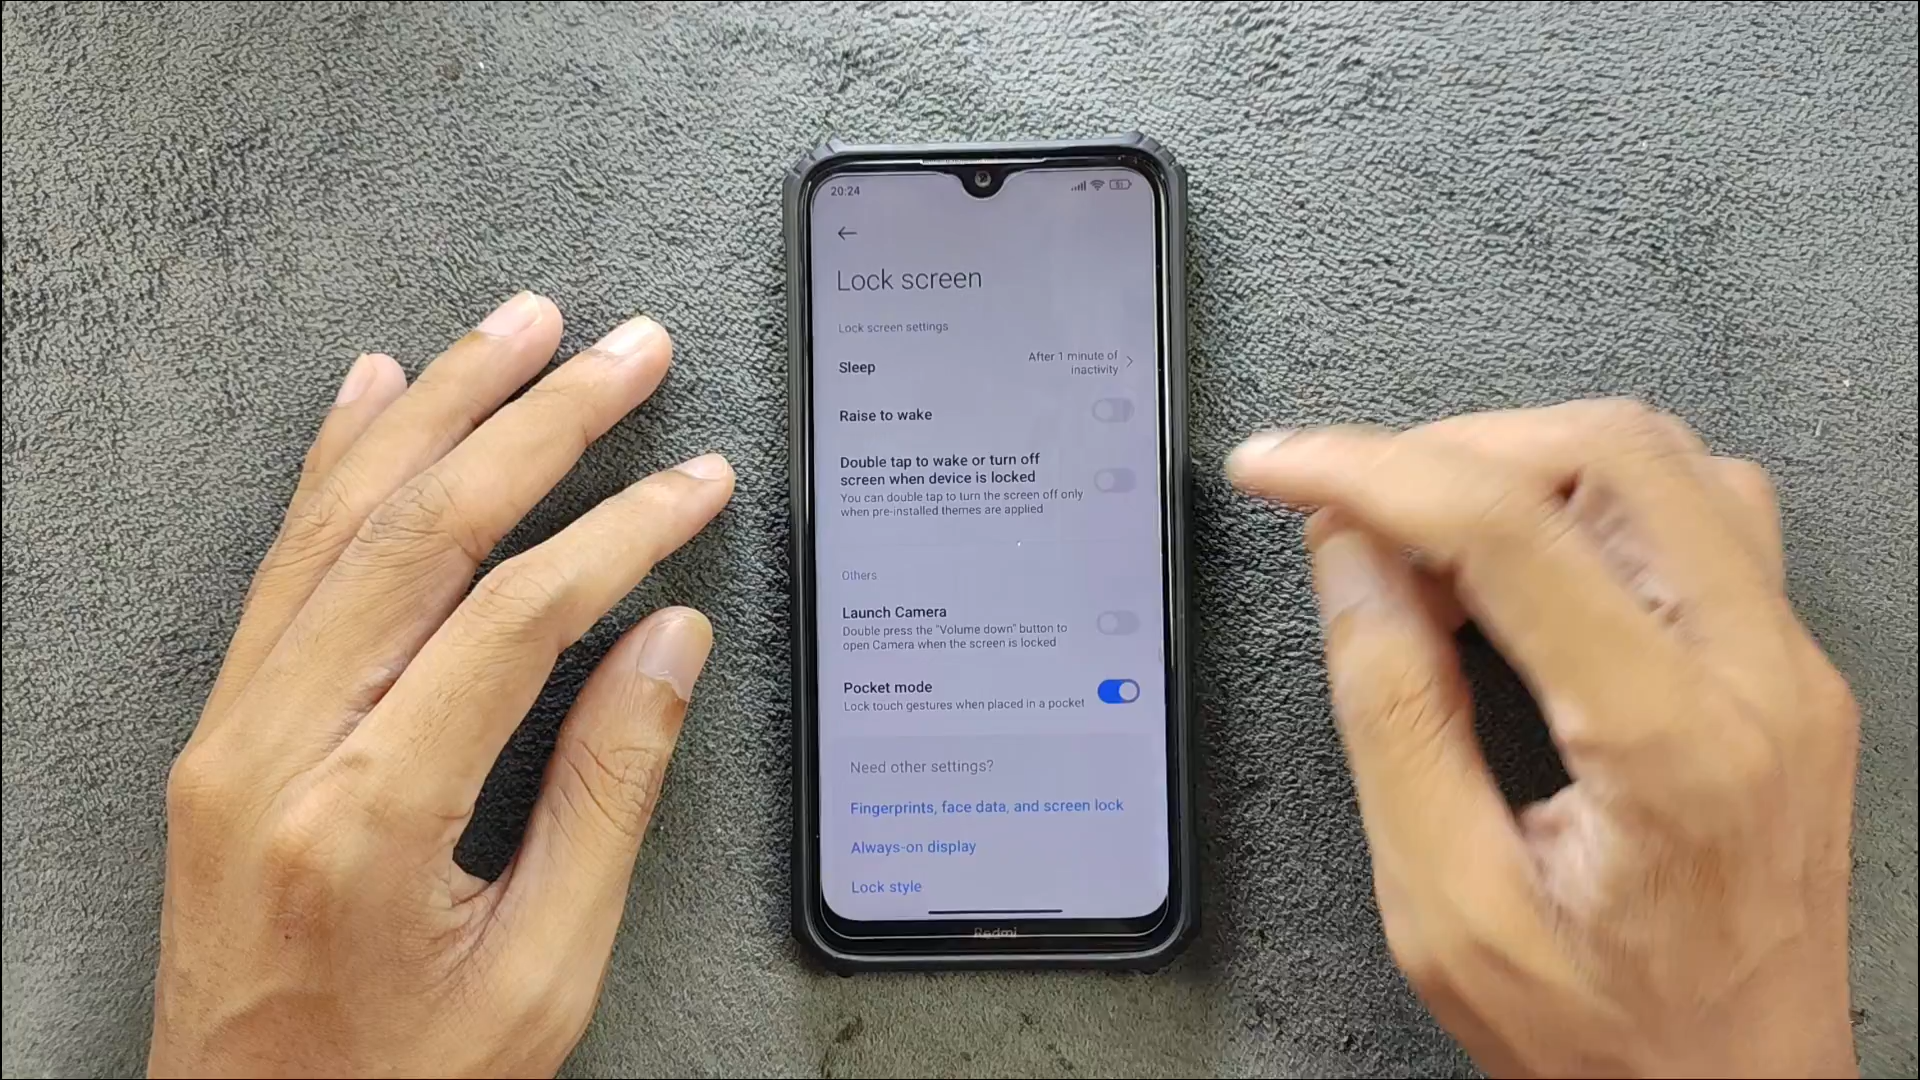 20:24
Lock screen
Lock screen settings
Sleep
After 1 minute of
inactivity
Raise to wake
Double tap to wake or turn off
screen when device is locked
You can double tap to turn the screen off only
when pre-installed themes are applied
Others
Launch Camera
Double press the "Volume down" button to
open Camera when the screen is locked
Pocket mode
Lock touch gestures when placed in a pocket
Need other settings?
Fingerprints, face data, and screen lock
Always-on display
Lock style
Redmi